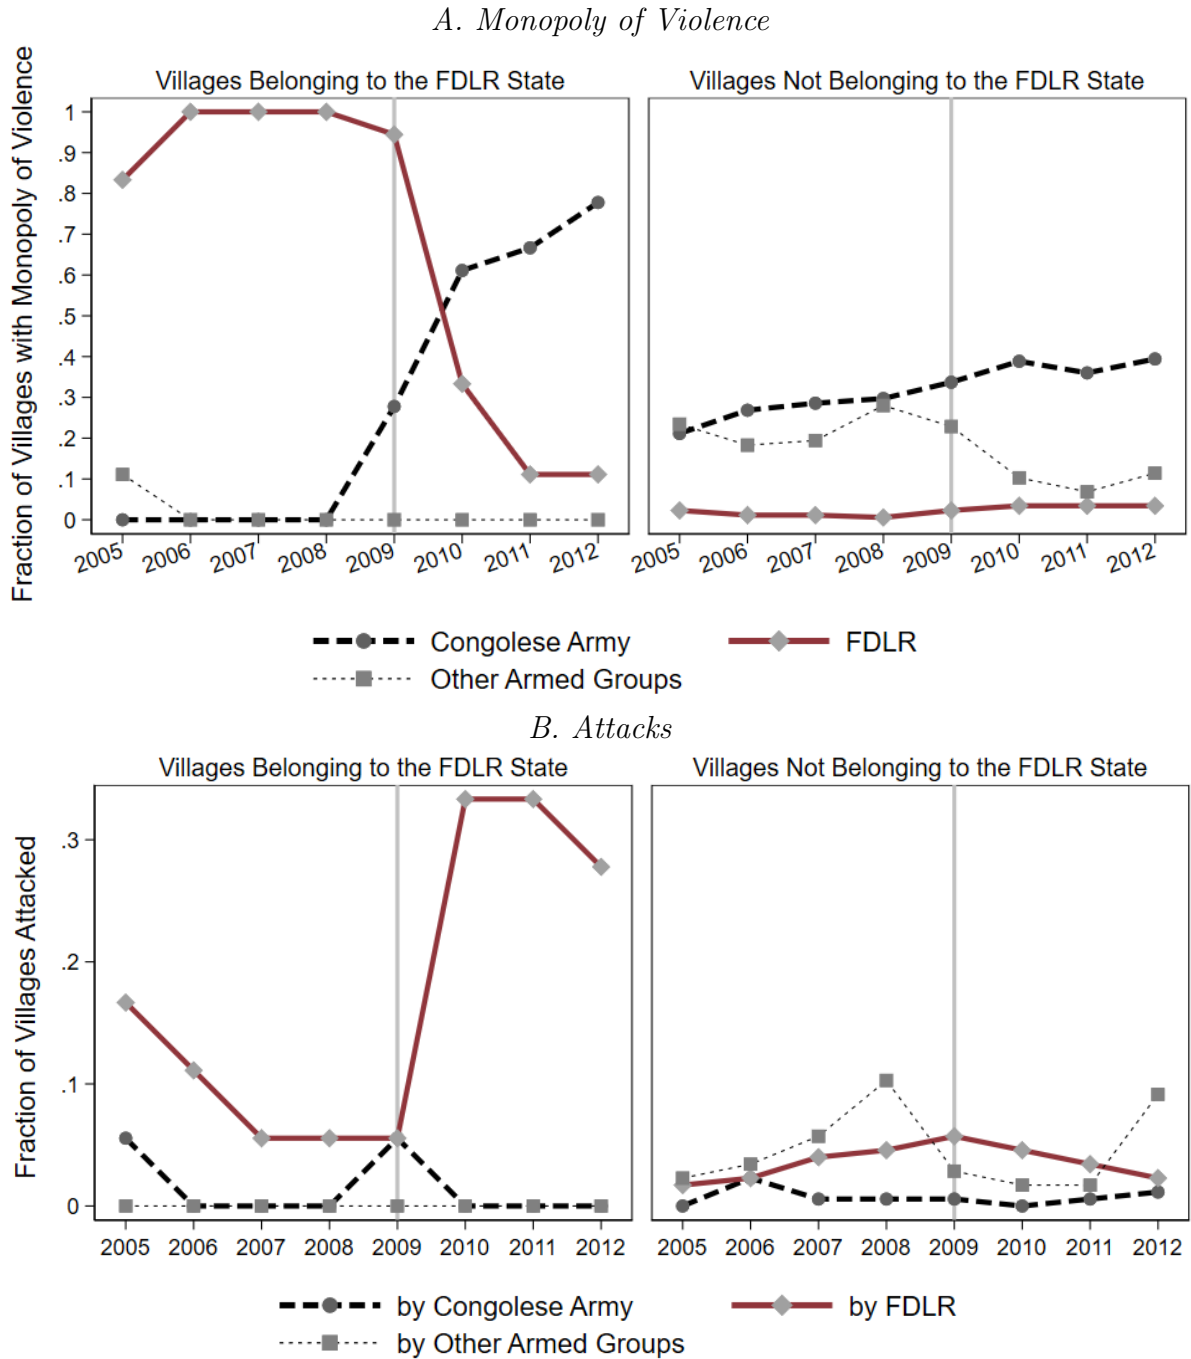 A. Monopoly of Violence
Villages Belonging to the FDLR State
Villages Not Belonging to the FDLR State
Fraction of Villages with Monopoly of Violence
1
.9
.8
.7
.6
.5
.4
.3
.2
.1
0
2005 2006 2007 2008 2009 2010 2011 2012
2005 2006 2007 2008 2009 2010 2011 2012
Congolese Army
FDLR
Other Armed Groups
B. Attacks
Villages Belonging to the FDLR State
Villages Not Belonging to the FDLR State
Fraction of Villages Attacked
.3
.2
.1
0
2005 2006 2007 2008 2009 2010 2011 2012
2005 2006 2007 2008 2009 2010 2011 2012
by Congolese Army
by FDLR
by Other Armed Groups